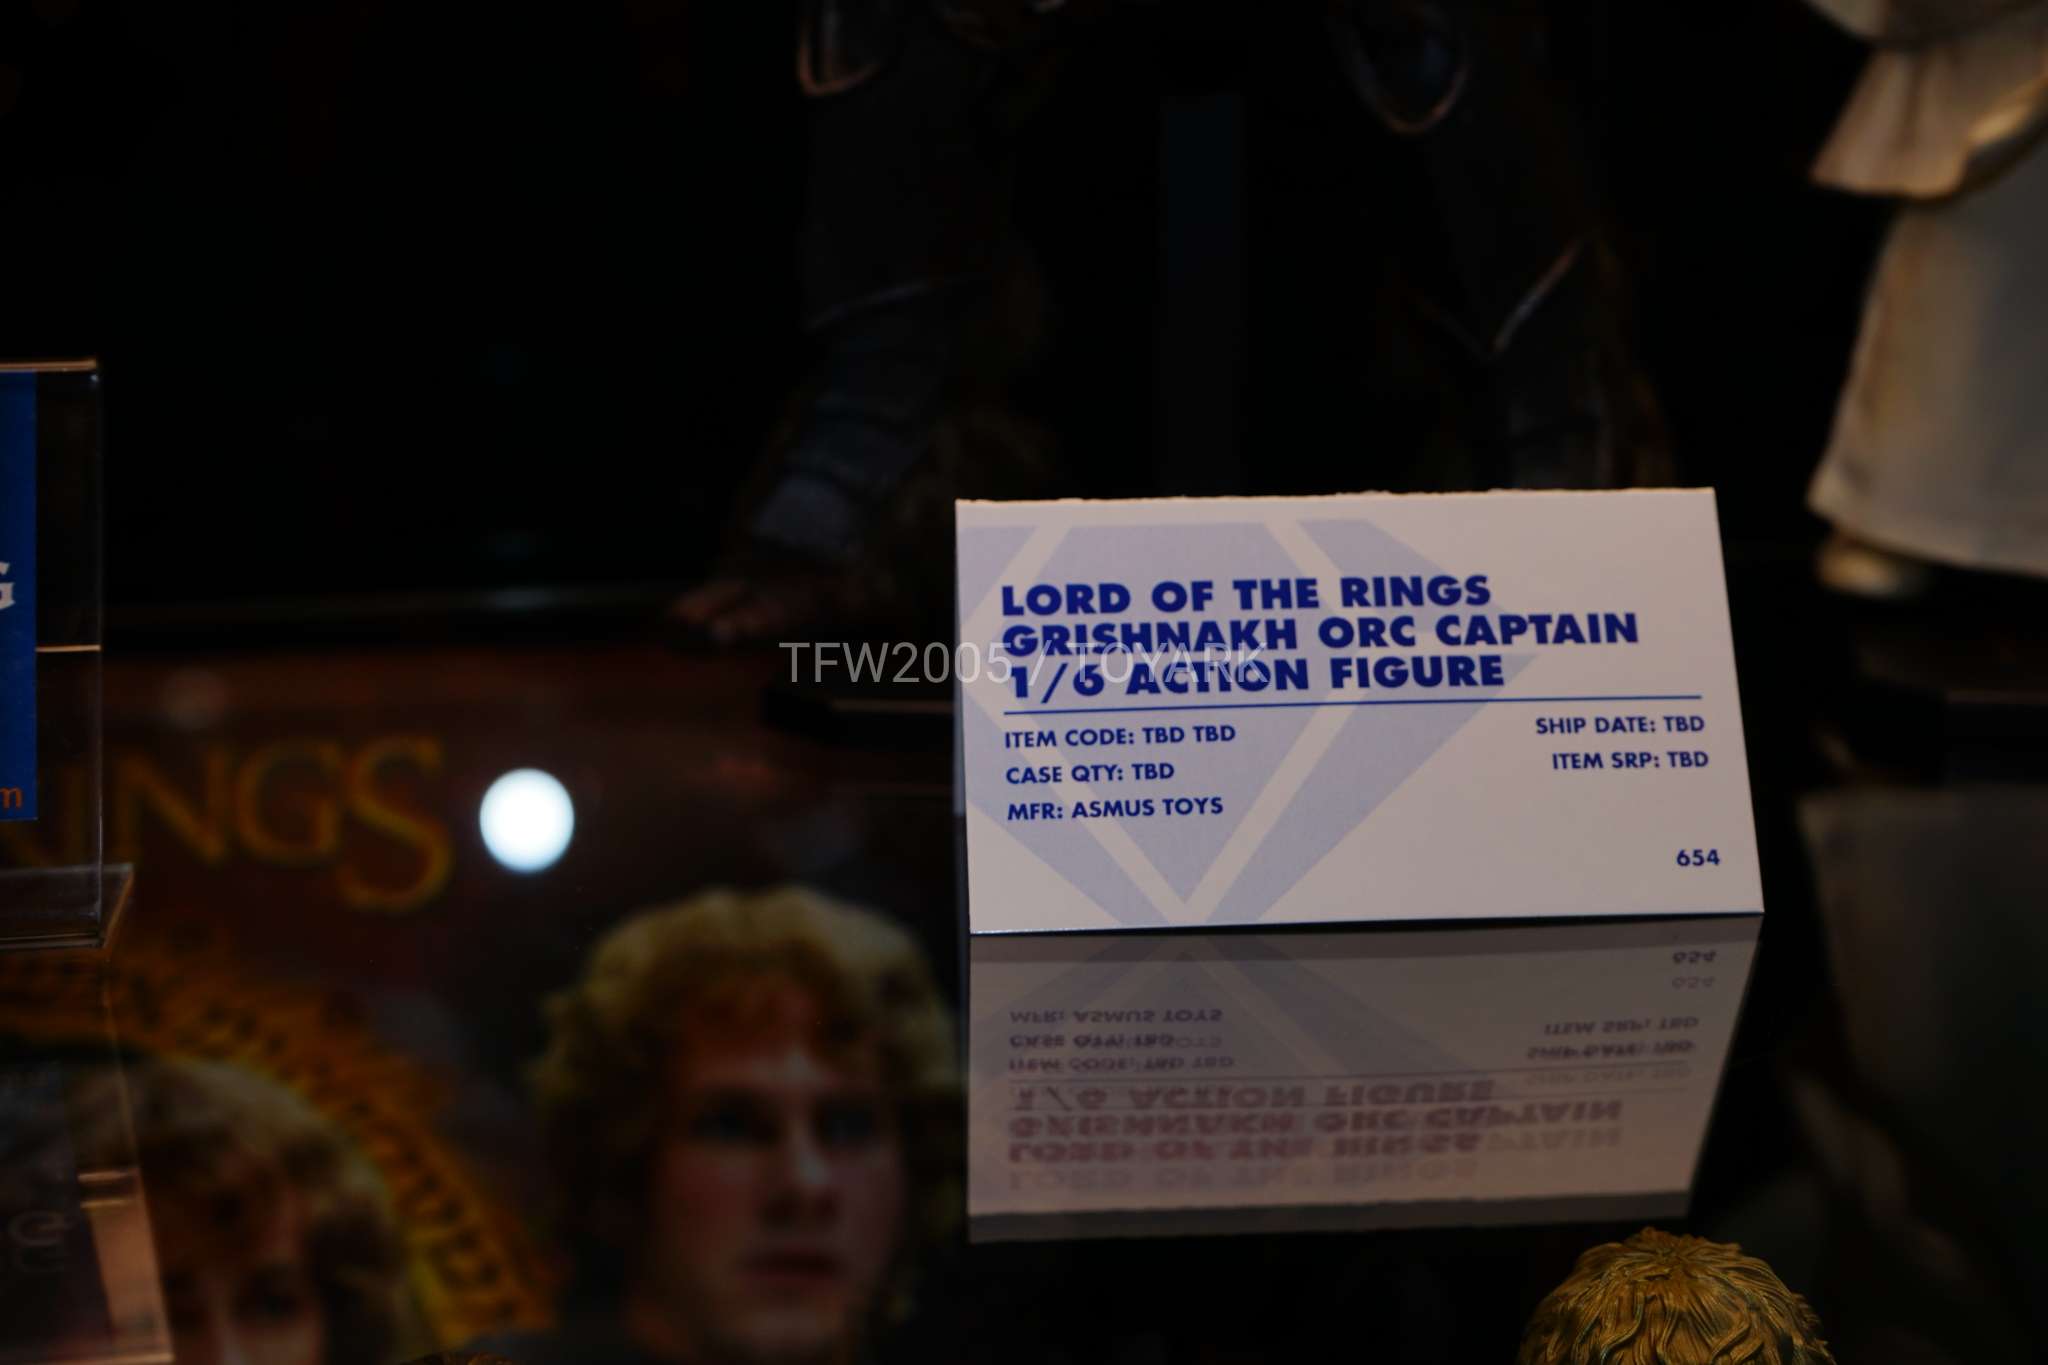 LORD OF THE RINGS
GRISHNAKH ORC CAPTAIN
1/6 ACTION FIGURE
ITEM CODE: TBD TBD
SHIP DATE: TBD
CASE QTY: TBD
ITEM SRP: TBD
MFR: ASMUS TOYS
654
TFW2005 / TOYARK
G
m
INGS